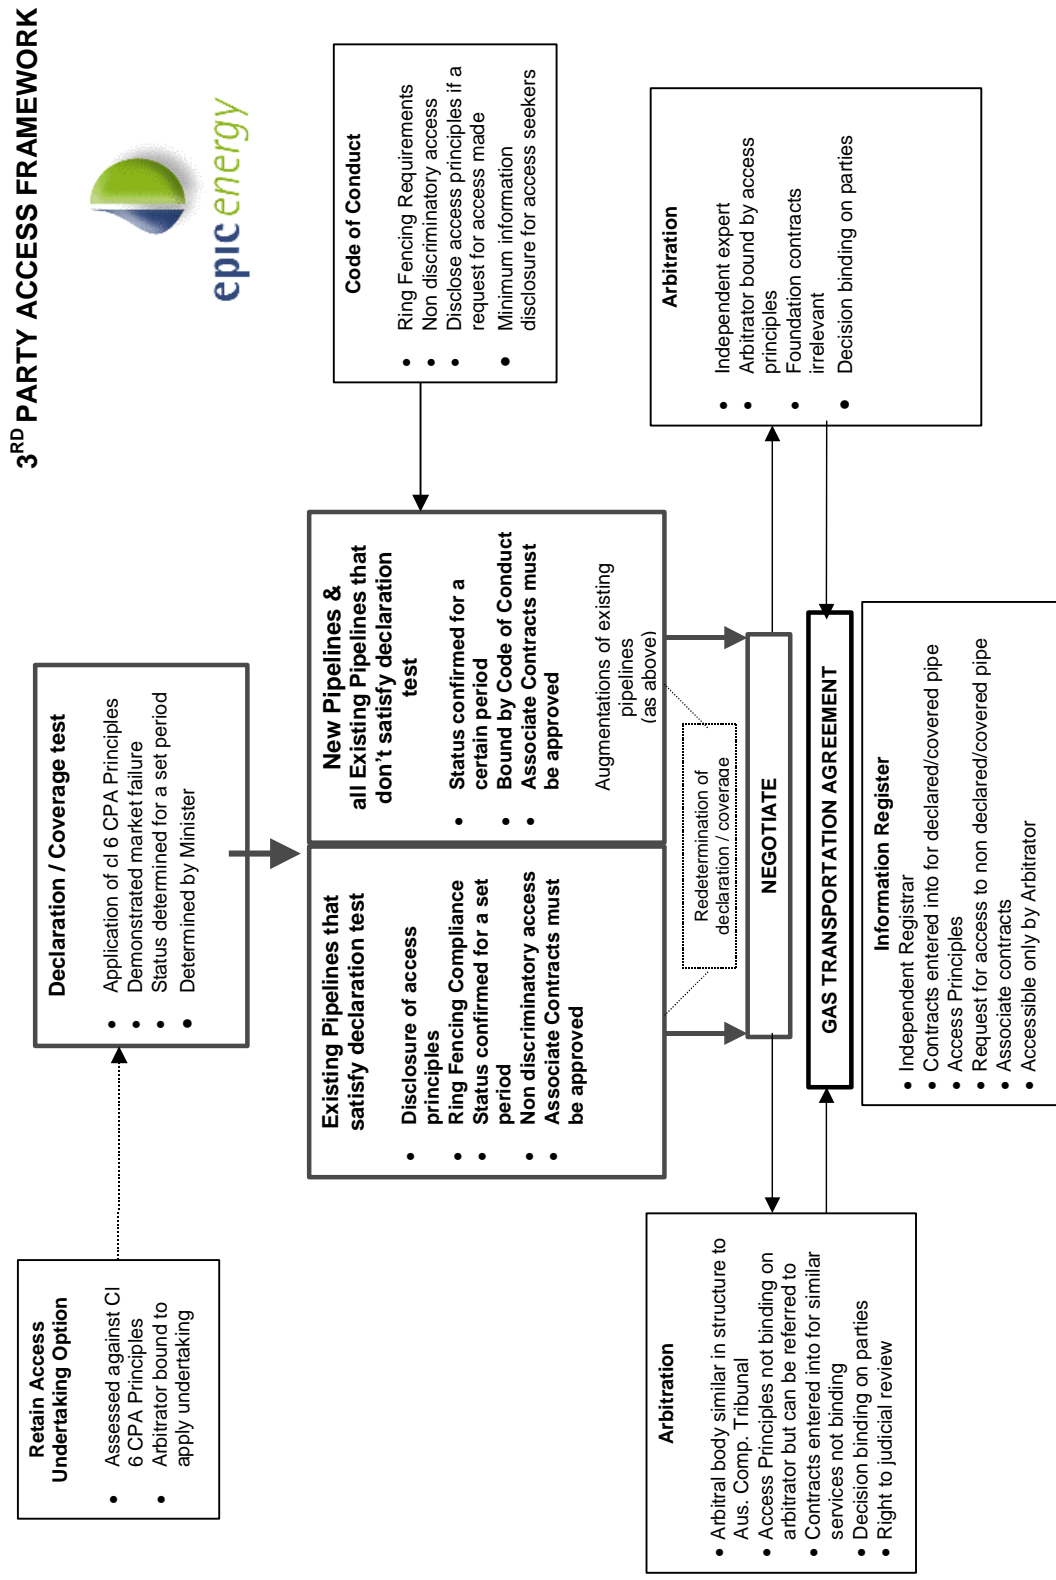 3RD PARTY ACCESS FRAMEWORK
epic energy
Retain Access
Undertaking Option
• Assessed against Cl
6 CPA Principles
• Arbitrator bound to
apply undertaking
Declaration / Coverage test
• Application of cl 6 CPA Principles
• Demonstrated market failure
• Status determined for a set period
• Determined by Minister
Code of Conduct
• Ring Fencing Requirements
• Non discriminatory access
• Disclose access principles if a
request for access made
• Minimum information
disclosure for access seekers
Existing Pipelines that
satisfy declaration test
• Disclosure of access
principles
• Ring Fencing Compliance
• Status confirmed for a set
period
• Non discriminatory access
• Associate Contracts must
be approved
New Pipelines &
all Existing Pipelines that
don't satisfy declaration
test
• Status confirmed for a
certain period
• Bound by Code of Conduct
• Associate Contracts must
be approved
Augmentations of existing
pipelines
(as above)
Redetermination of
declaration / coverage
NEGOTIATE
Arbitration
• Arbitral body similar in structure to
Aus. Comp. Tribunal
• Access Principles not binding on
arbitrator but can be referred to
• Contracts entered into for similar
services not binding
• Decision binding on parties
• Right to judicial review
Arbitration
• Independent expert
• Arbitrator bound by access
principles
• Foundation contracts
irrelevant
• Decision binding on parties
GAS TRANSPORTATION AGREEMENT
Information Register
• Independent Registrar
• Contracts entered into for declared/covered pipe
• Access Principles
• Request for access to non declared/covered pipe
• Associate contracts
• Accessible only by Arbitrator